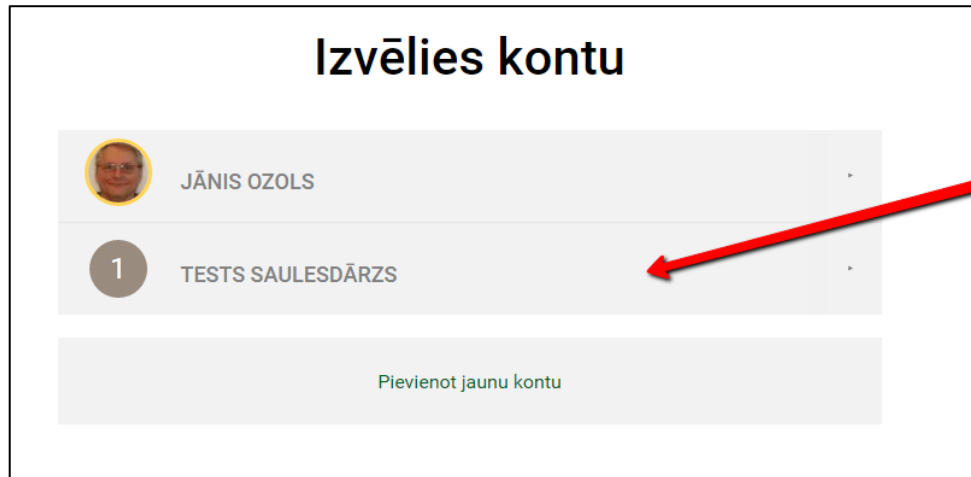 Izvēlies kontu
JĀNIS OZOLS
1
TESTS SAULESDĀRZS
Pievienot jaunu kontu